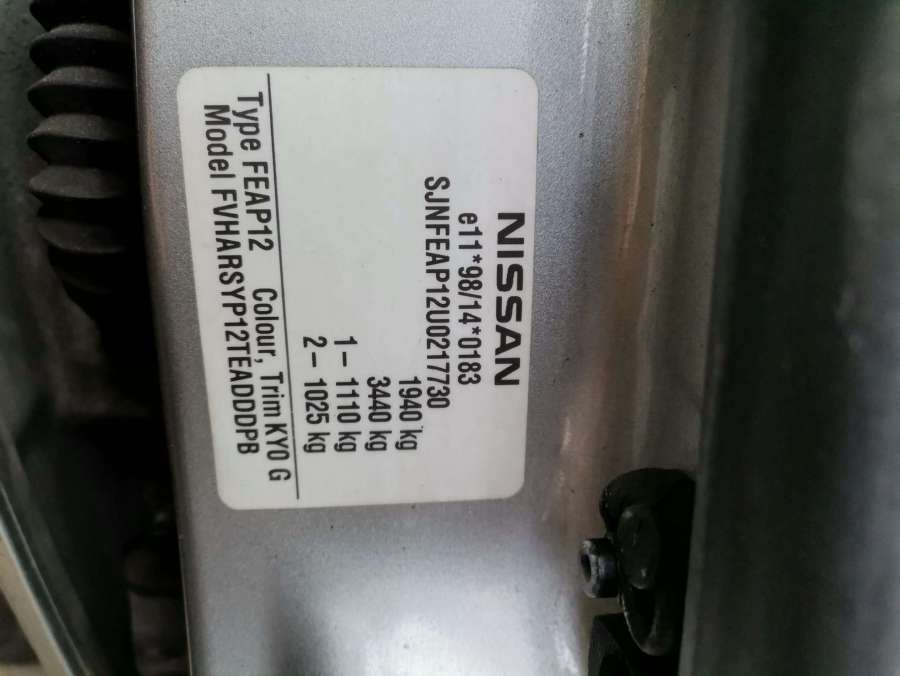 NISSAN
e11*98/14*0183
SJNFEAP12U0217730
1940 kg
3440 kg
1– 1110 kg
2– 1025 kg
Type FEAP12 Colour, Trim KY0 G
Model FVHARSYP12TEADDDPB